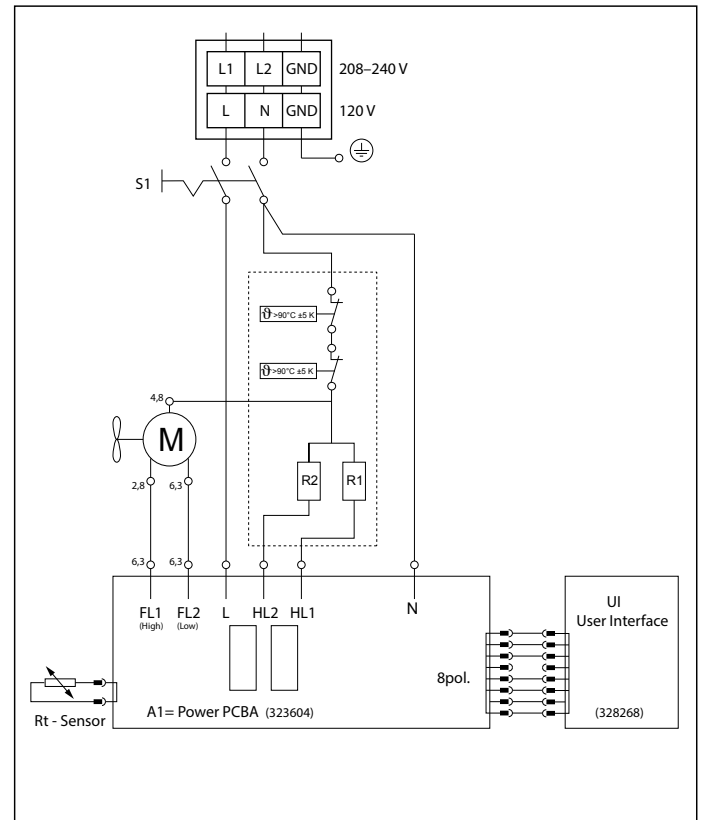 L1 L2 GND 208–240 V
L N GND 120 V
S1
ϑ >90°C ±5 K
ϑ >90°C ±5 K
4,8
M
R2 R1
2,8 6,3
6,3 6,3
FL1 FL2 L HL2 HL1 N
(High) (Low)
UI
User Interface
8pol.
A1= Power PCBA (323604)
(328268)
Rt - Sensor